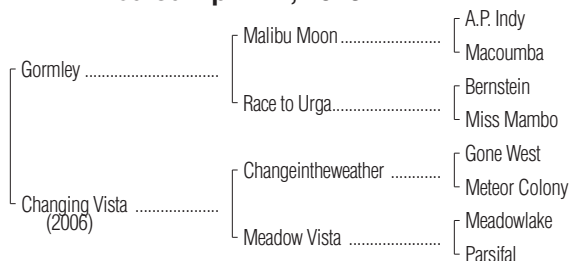 A.P. Indy
Malibu Moon ........................
Macoumba
Gormley ................................
Bernstein
Race to Urga..........................
Miss Mambo
Gone West
Changeintheweather ............
Meteor Colony
Changing Vista ....................
(2006)
Meadowlake
Meadow Vista ......................
Parsifal